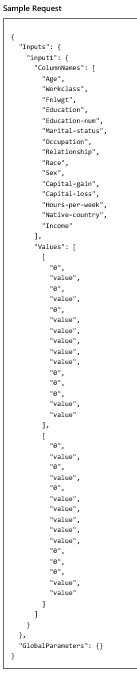 Sample Request
{
"Inputs": {
"input1": {
"ColumnNames": [
"Age",
"Workclass",
"Fnlwgt",
"Education",
"Education-num",
"Marital-status",
"Occupation",
"Relationship",
"Race",
"Sex",
"Capital-gain",
"Capital-loss",
"Hours-per-week",
"Native-country",
"Income"
],
"Values": [
[
"0",
"value",
"0",
"value",
"0",
"value",
"value",
"value",
"value",
"value",
"0",
"0",
"0",
"value",
"value"
],
[
"0",
"value",
"0",
"value",
"0",
"value",
"value",
"value",
"value",
"value",
"0",
"0",
"0",
"value",
"value"
]
]
}
},
"GlobalParameters": {}
}